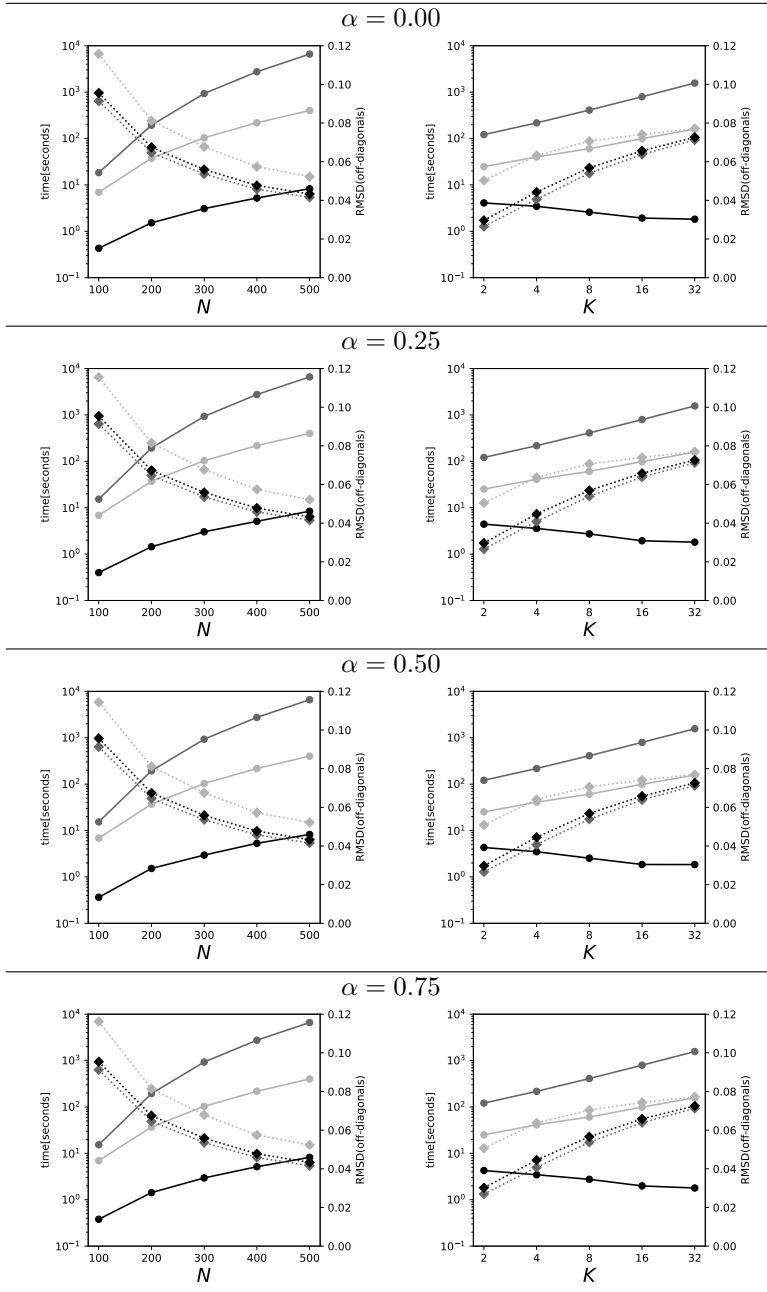 α = 0.00
10⁴
10³
10²
10¹
10⁰
10⁻¹
time[seconds]
0.12
0.10
0.08
0.06
0.04
0.02
0.00
RMSD(off-diagonals)
100 200 300 400 500
N
10⁴
10³
10²
10¹
10⁰
10⁻¹
time[seconds]
0.12
0.10
0.08
0.06
0.04
0.02
0.00
RMSD(off-diagonals)
2 4 8 16 32
K
α = 0.25
10⁴
10³
10²
10¹
10⁰
10⁻¹
time[seconds]
0.12
0.10
0.08
0.06
0.04
0.02
0.00
RMSD(off-diagonals)
100 200 300 400 500
N
10⁴
10³
10²
10¹
10⁰
10⁻¹
time[seconds]
0.12
0.10
0.08
0.06
0.04
0.02
0.00
RMSD(off-diagonals)
2 4 8 16 32
K
α = 0.50
10⁴
10³
10²
10¹
10⁰
10⁻¹
time[seconds]
0.12
0.10
0.08
0.06
0.04
0.02
0.00
RMSD(off-diagonals)
100 200 300 400 500
N
10⁴
10³
10²
10¹
10⁰
10⁻¹
time[seconds]
0.12
0.10
0.08
0.06
0.04
0.02
0.00
RMSD(off-diagonals)
2 4 8 16 32
K
α = 0.75
10⁴
10³
10²
10¹
10⁰
10⁻¹
time[seconds]
0.12
0.10
0.08
0.06
0.04
0.02
0.00
RMSD(off-diagonals)
100 200 300 400 500
N
10⁴
10³
10²
10¹
10⁰
10⁻¹
time[seconds]
0.12
0.10
0.08
0.06
0.04
0.02
0.00
RMSD(off-diagonals)
2 4 8 16 32
K